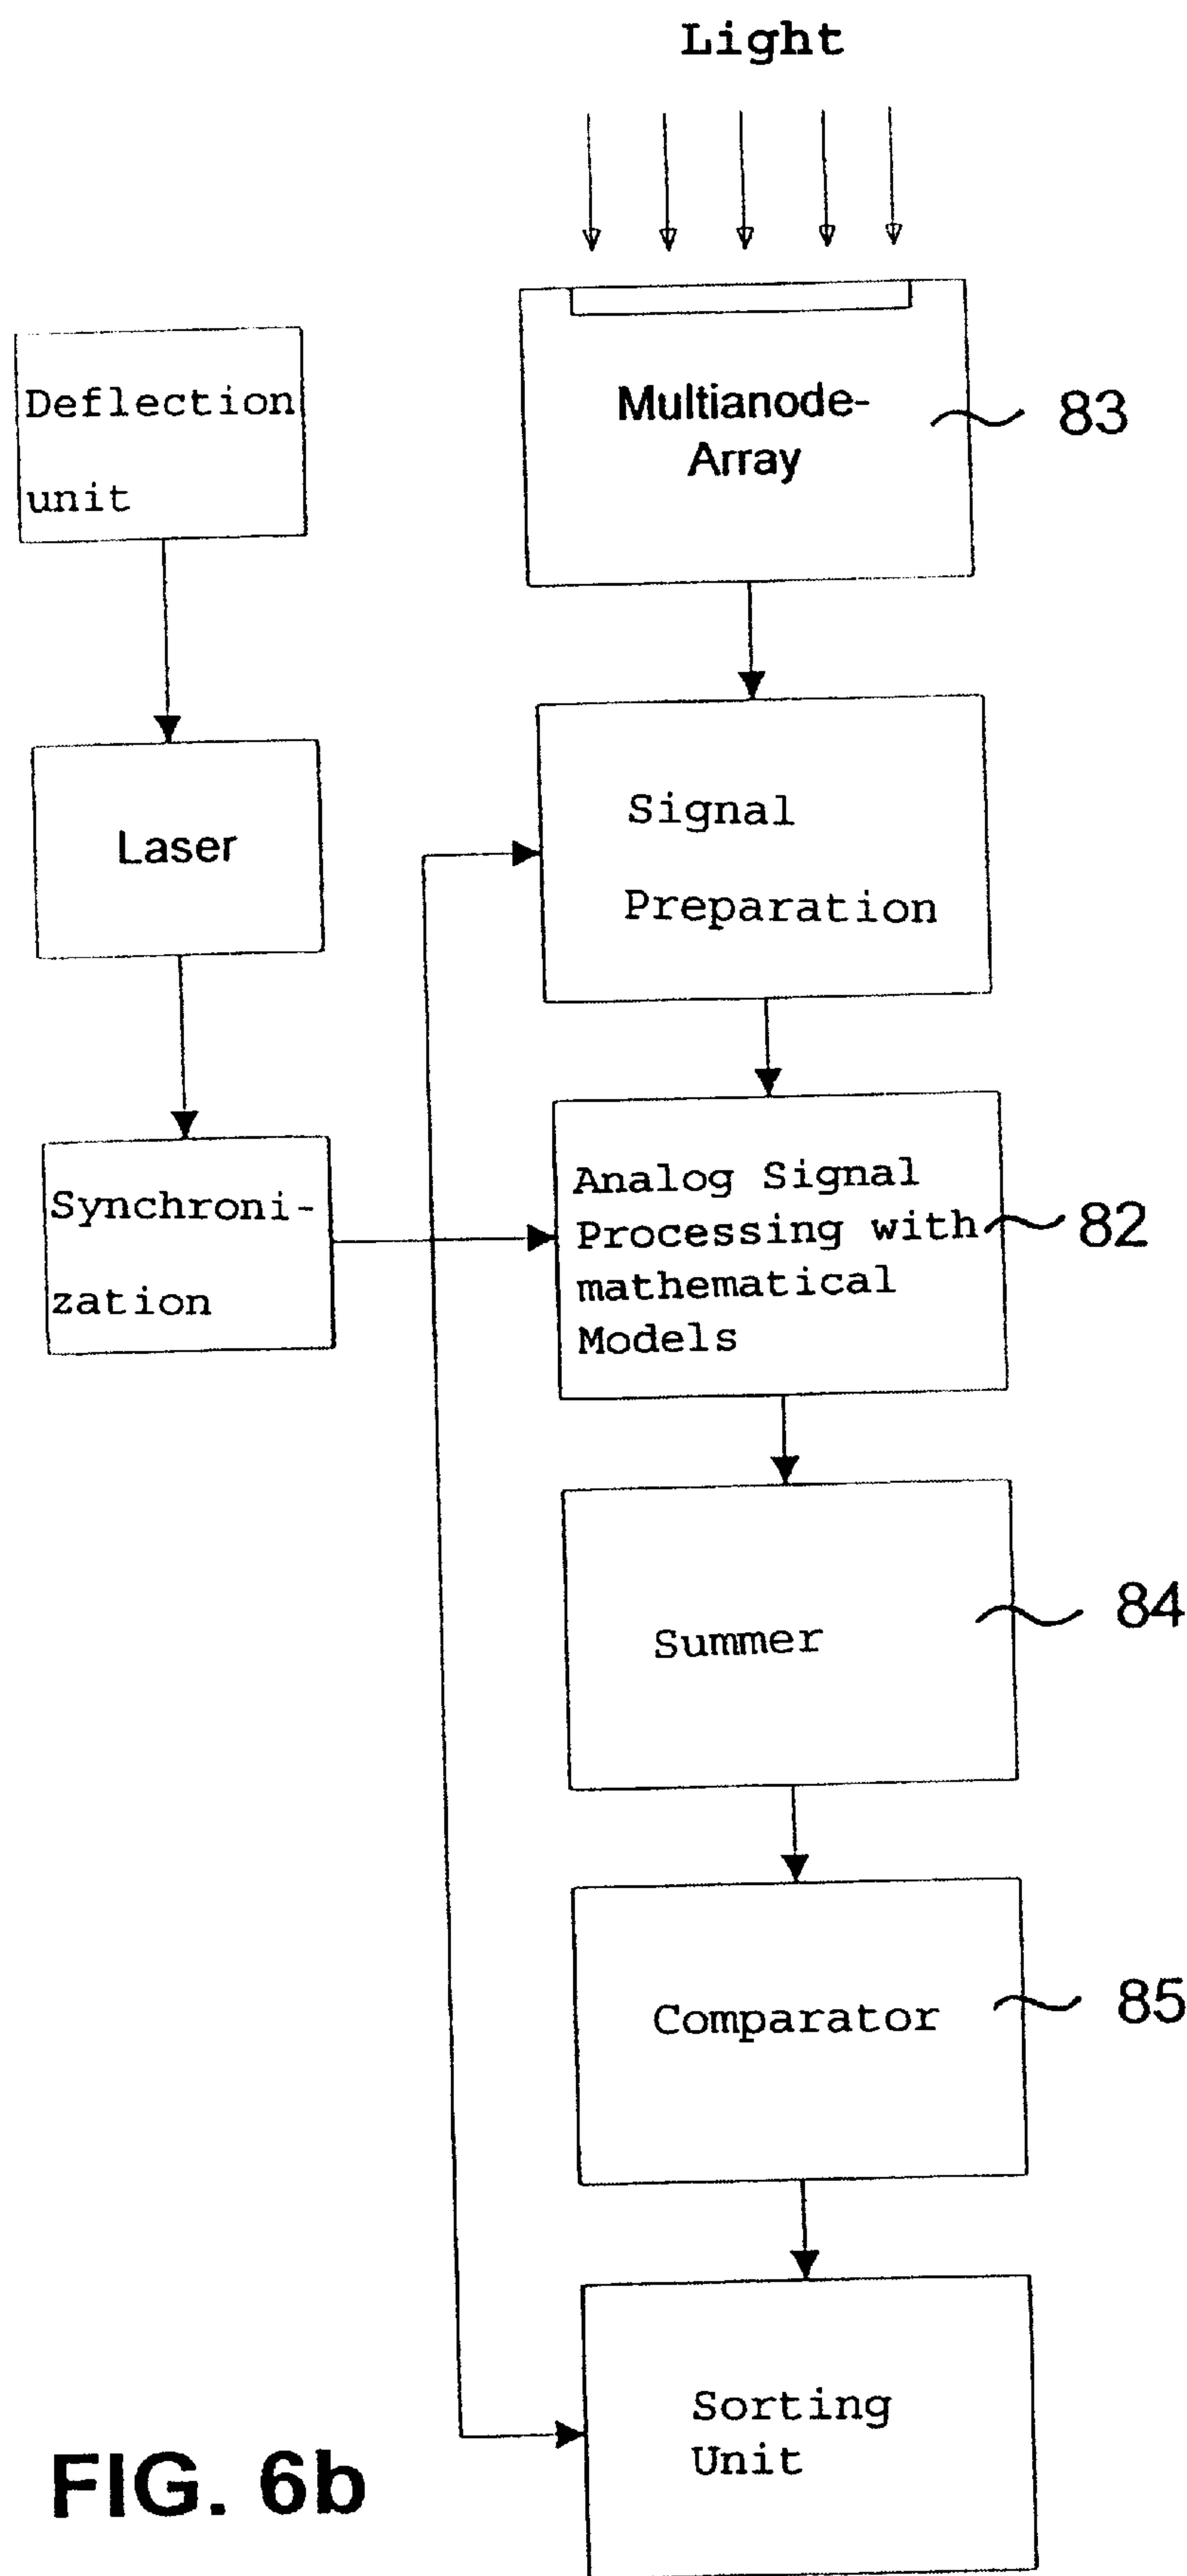 Light
Multianode-
Array
83
Deflection
unit
Laser
Signal
Preparation
Synchroni-
zation
Analog Signal
Processing with
mathematical
Models
82
Summer
84
Comparator
85
Sorting
Unit
FIG. 6b